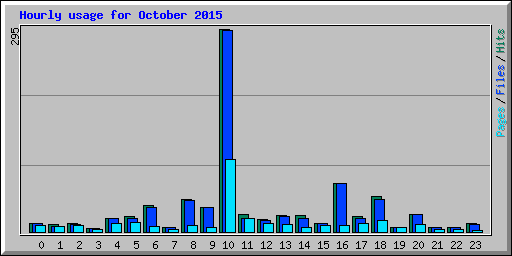 Hourly usage for October 2015
295
Pages/Files/Hits
0 1 2 3 4 5 6 7 8 9 10 11 12 13 14 15 16 17 18 19 20 21 22 23